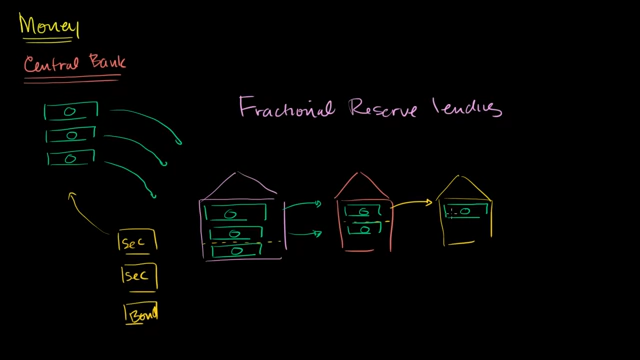 Money
Central Bank
Fractional Reserve lending
Sec
Sec
Bond